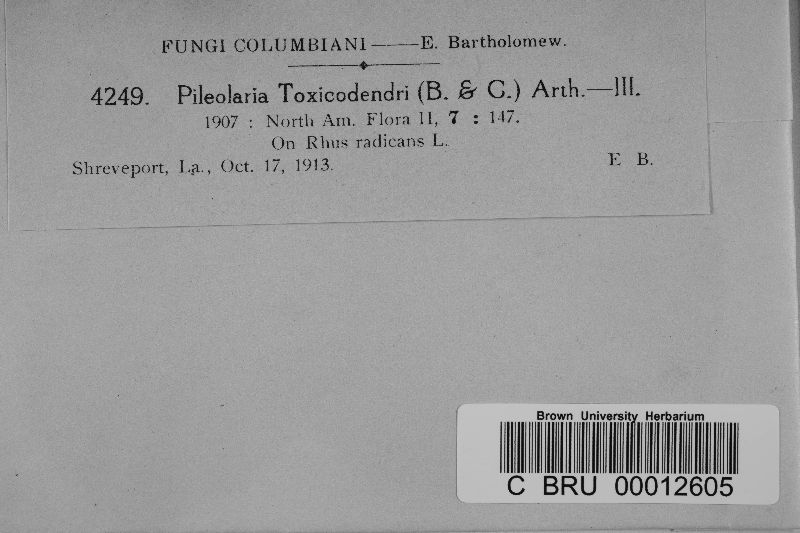 FUNGI COLUMBIANI——E. Bartholomew.
4249. Pileolaria Toxicodendri (B. & C.) Arth.—III.
1907 : North Am. Flora II, 7 : 147.
On Rhus radicans L.
Shreveport, La., Oct. 17, 1913. E B.
Brown University Herbarium
C BRU 00012605